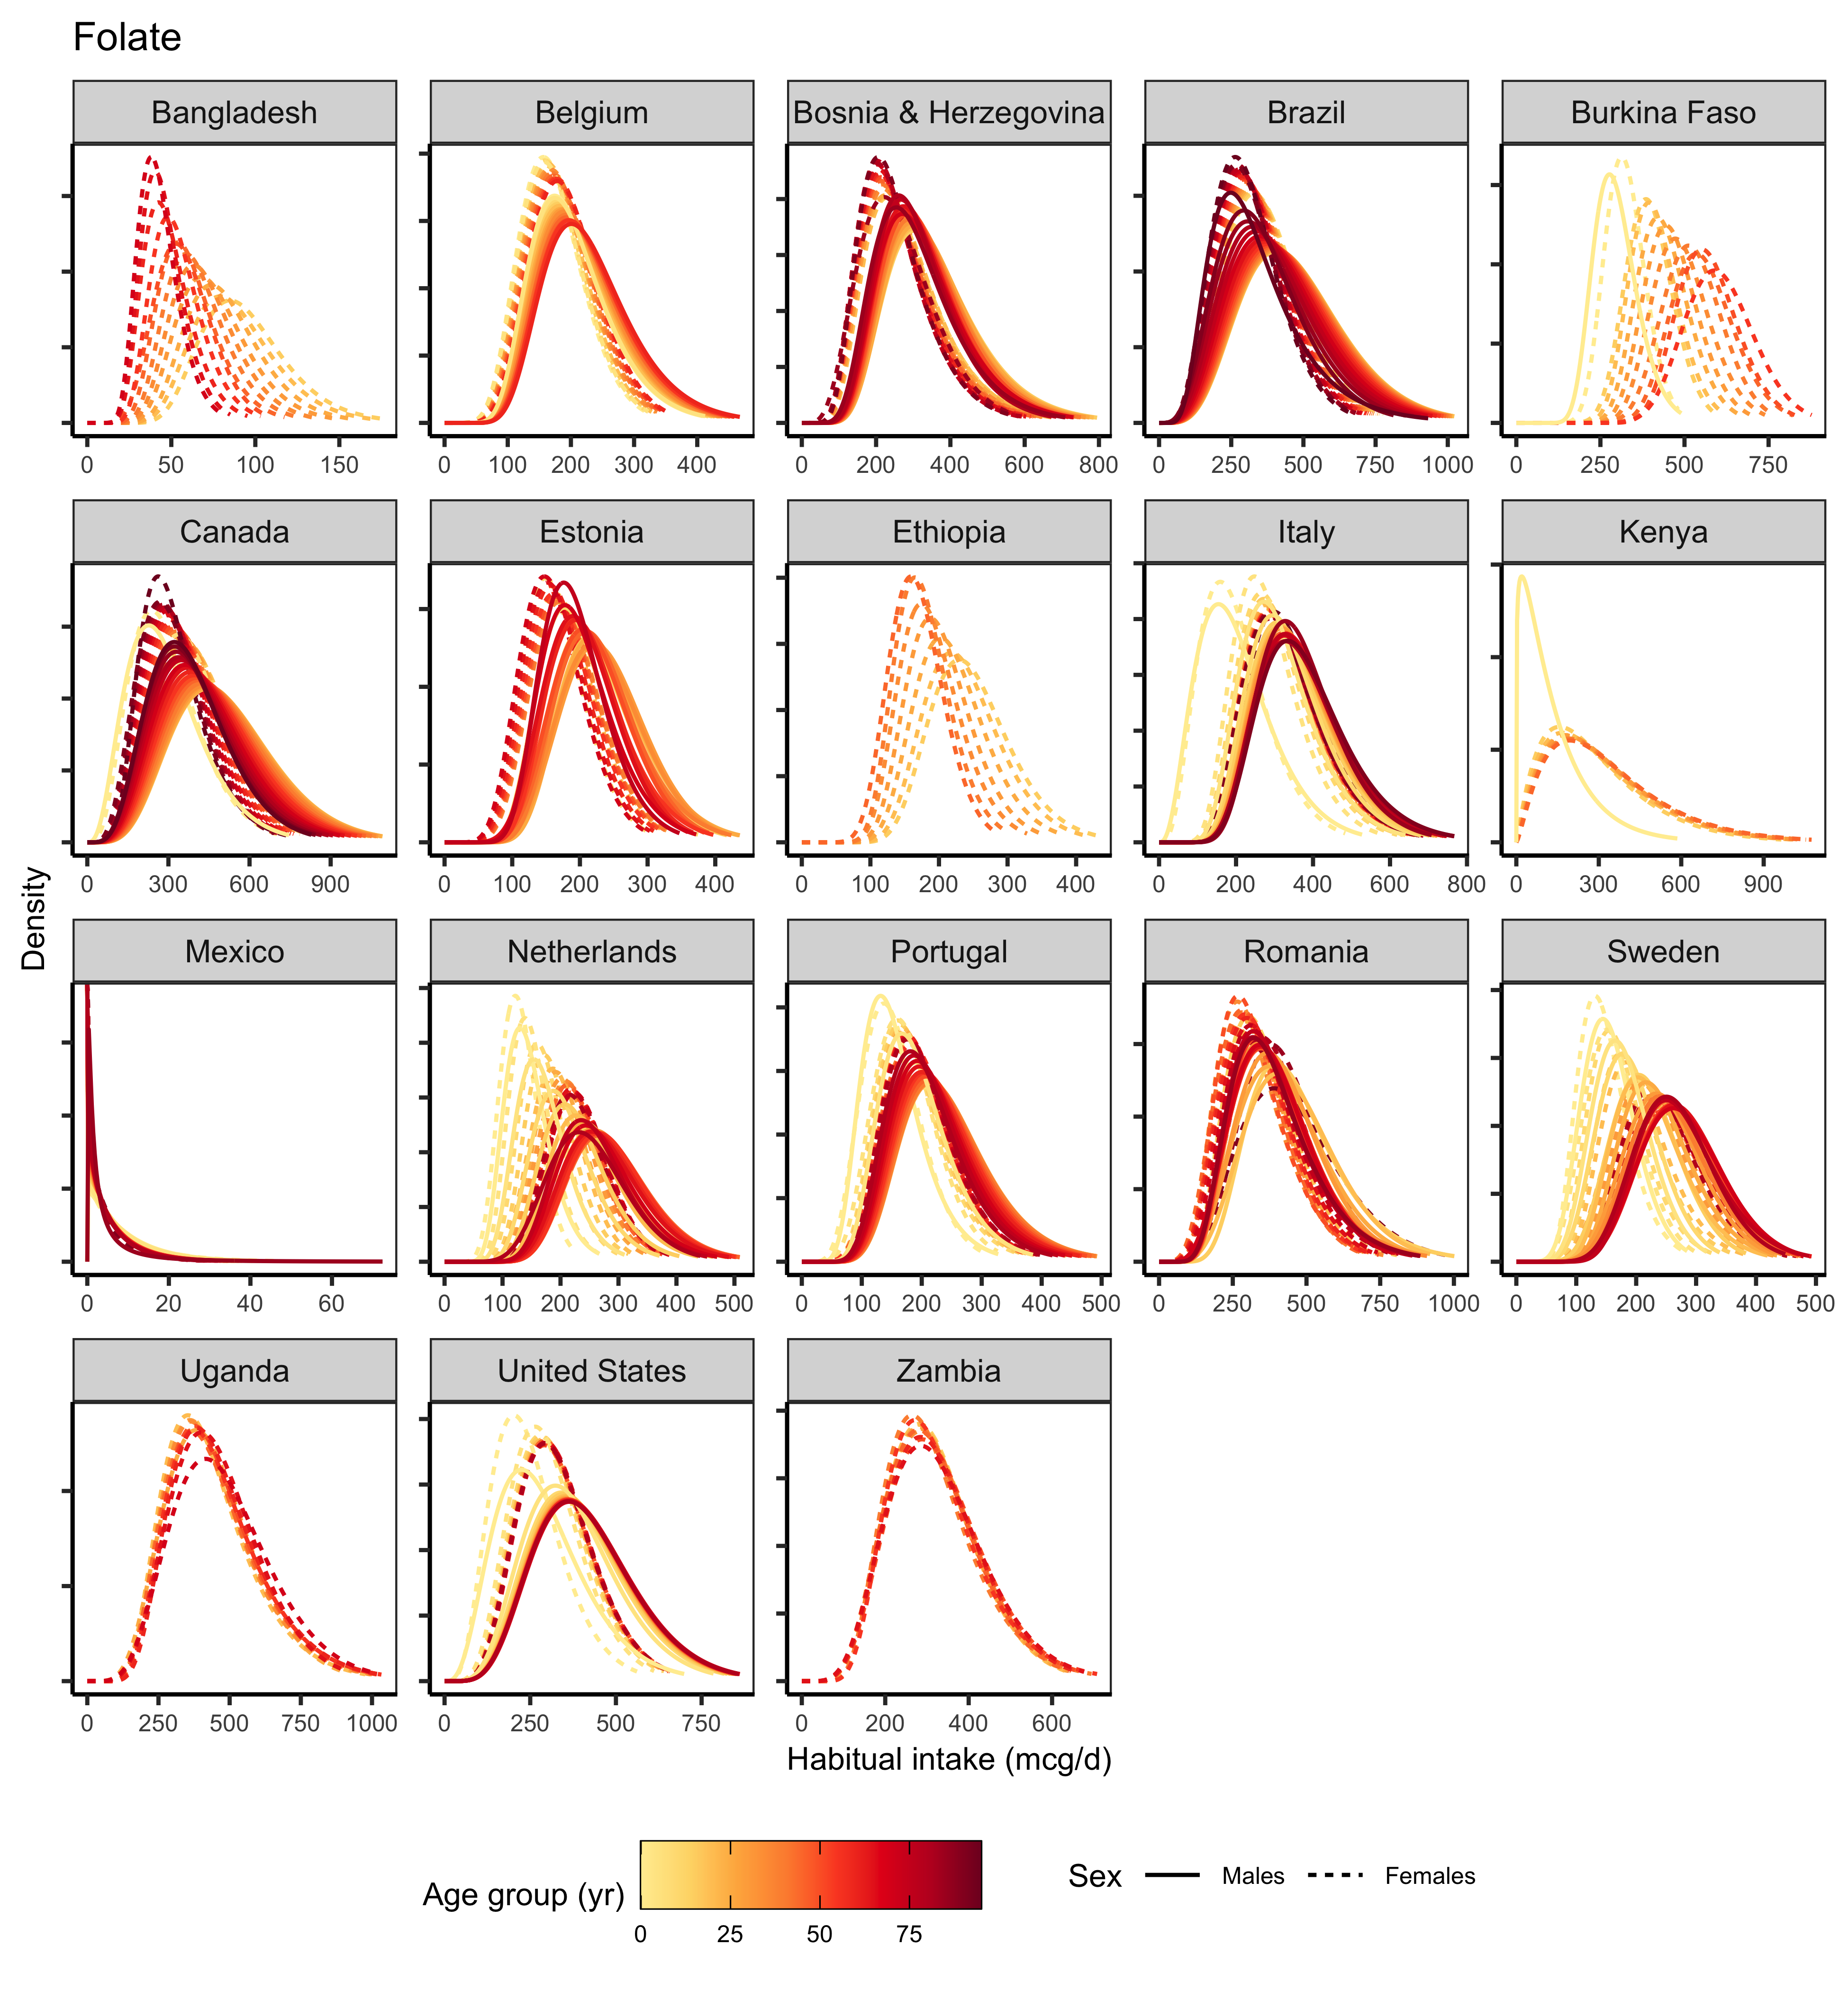 Folate
Bangladesh Belgium Bosnia & Herzegovina Brazil Burkina Faso
0 50 100 150 0 100 200 300 400 0 200 400 600 800 0 250 500 750 1000 0 250 500 750
Canada Estonia Ethiopia Italy Kenya
0 300 600 900 0 100 200 300 400 0 100 200 300 400 0 200 400 600 800 0 300 600 900
Density
Mexico Netherlands Portugal Romania Sweden
0 20 40 60 0 100 200 300 400 500 0 100 200 300 400 500 0 250 500 750 1000 0 100 200 300 400 500
Uganda United States Zambia
0 250 500 750 1000 0 250 500 750 0 200 400 600
Habitual intake (mcg/d)
Age group (yr) Sex Males Females
0 25 50 75